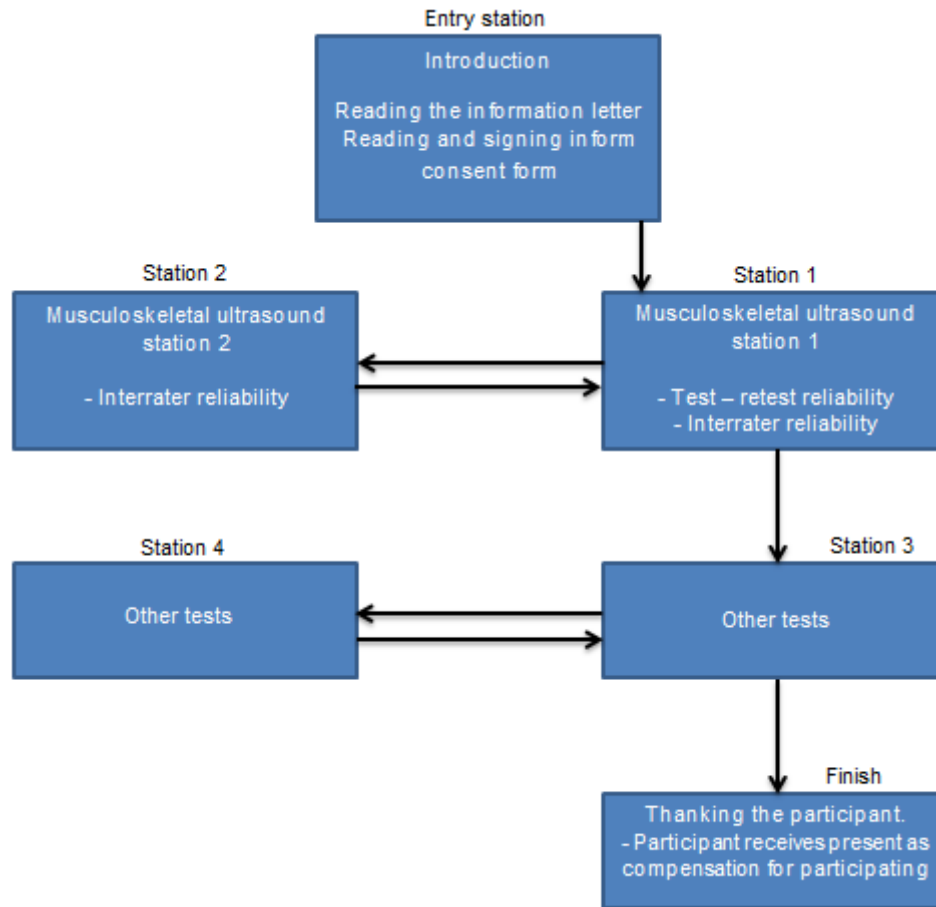 Entry station
Introduction
Reading the information letter
Reading and signing inform
consent form
Station 2
Musculoskeletal ultrasound
station 2
- Interrater reliability
Station 1
Musculoskeletal ultrasound
station 1
- Test – retest reliability
- Interrater reliability
Station 4
Other tests
Station 3
Other tests
Finish
Thanking the participant.
- Participant receives present as
compensation for participating